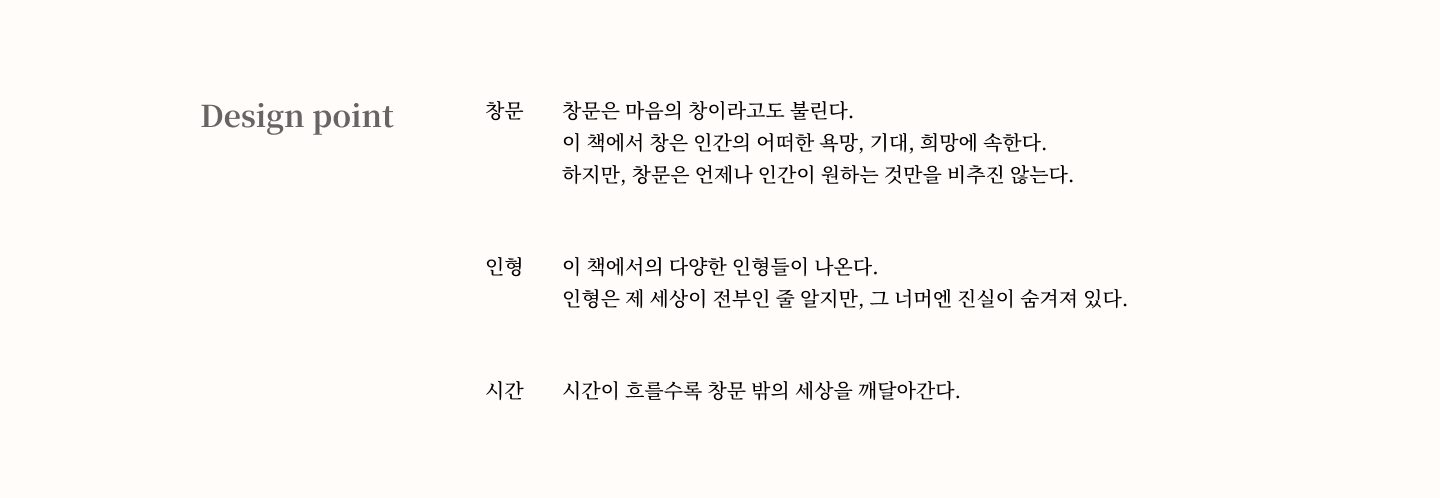 Design point
창문 창문은 마음의 창이라고도 불린다.
이 책에서 창은 인간의 어떠한 욕망, 기대, 희망에 속한다.
하지만, 창문은 언제나 인간이 원하는 것만을 비추진 않는다.
인형 이 책에서의 다양한 인형들이 나온다.
인형은 제 세상이 전부인 줄 알지만, 그 너머엔 진실이 숨겨져 있다.
시간 시간이 흐를수록 창문 밖의 세상을 깨달아간다.